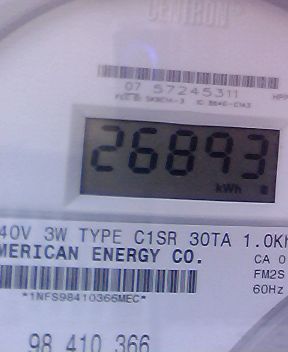 CENTRON
07 57245311
26893
kWh
40V 3W TYPE C1SR 30TA 1.0Kh
MERICAN ENERGY CO.
CA 0
FM2S
60Hz
*1NFS98410366MEC*
98 410 366